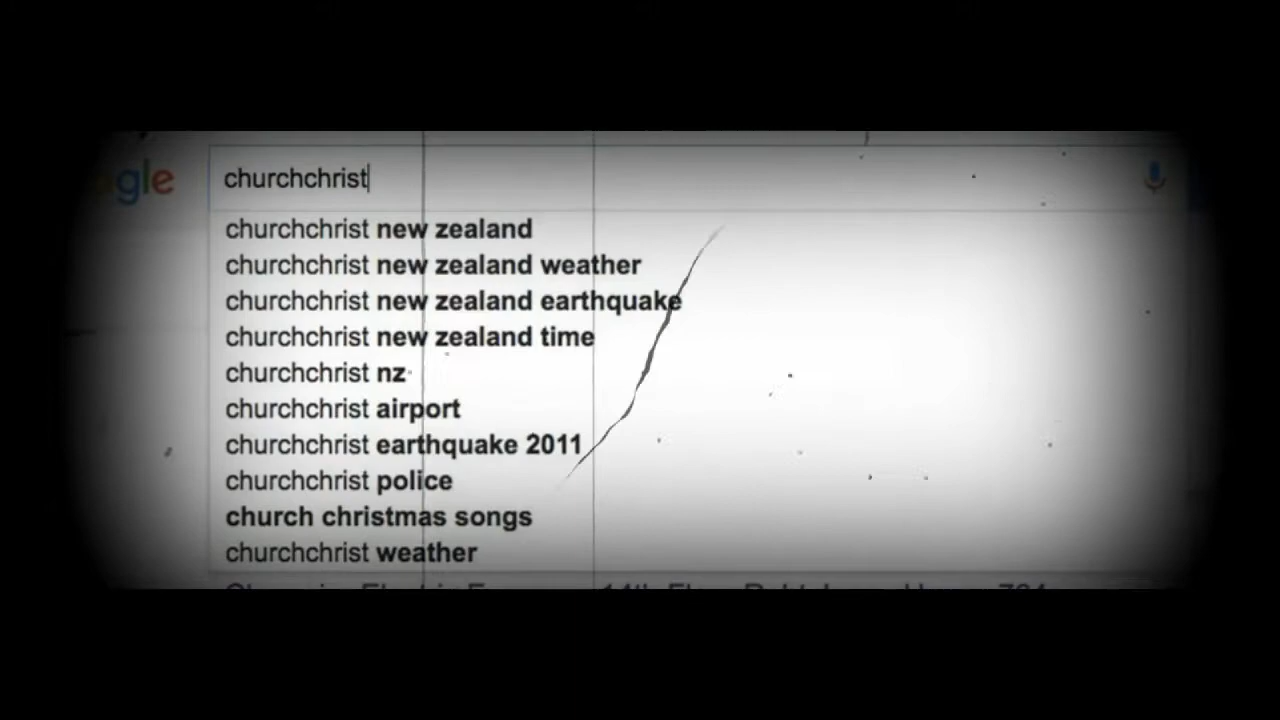 gle
churchchrist
churchchrist new zealand
churchchrist new zealand weather
churchchrist new zealand earthquake
churchchrist new zealand time
churchchrist nz
churchchrist airport
churchchrist earthquake 2011
churchchrist police
church christmas songs
churchchrist weather